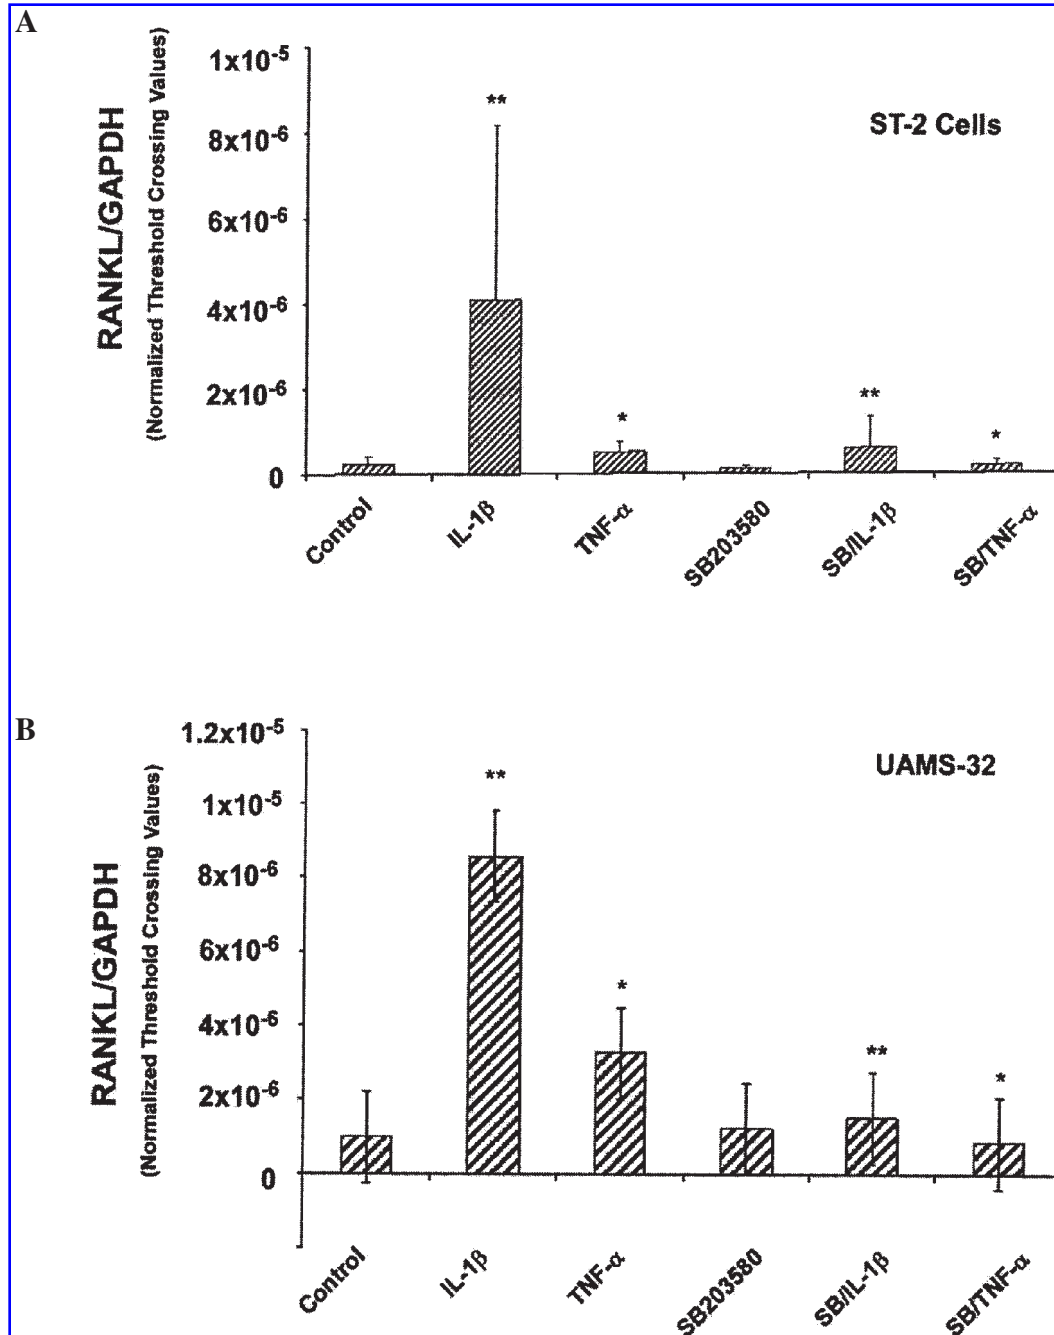 A
RANKL/GAPDH
(Normalized Threshold Crossing Values)
1x10-5
8x10-6
6x10-6
4x10-6
2x10-6
0
**
*
**
*
ST-2 Cells
Control
IL-1β
TNF-α
SB203580
SB/IL-1β
SB/TNF-α
B
RANKL/GAPDH
(Normalized Threshold Crossing Values)
1.2x10-5
1x10-5
8x10-6
6x10-6
4x10-6
2x10-6
0
**
*
**
*
UAMS-32
Control
IL-1β
TNF-α
SB203580
SB/IL-1β
SB/TNF-α